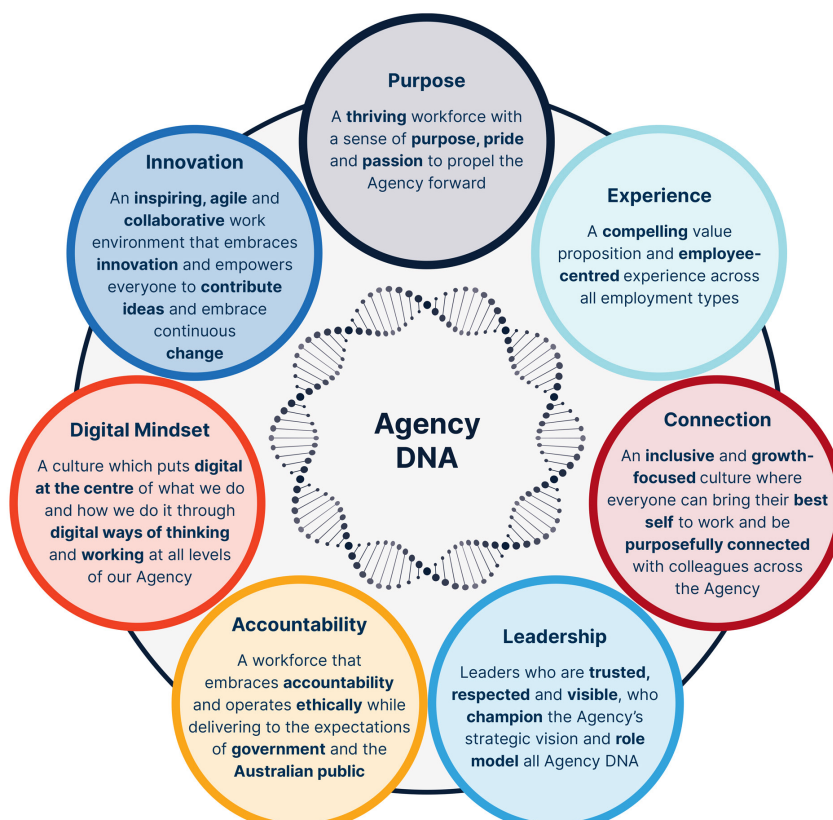 Purpose
A thriving workforce with
a sense of purpose, pride
and passion to propel the
Agency forward
Experience
A compelling value
proposition and employee-
centred experience across
all employment types
Connection
An inclusive and growth-
focused culture where
everyone can bring their best
self to work and be
purposefully connected
with colleagues across
the Agency
Leadership
Leaders who are trusted,
respected and visible, who
champion the Agency’s
strategic vision and role
model all Agency DNA
Accountability
A workforce that
embraces accountability
and operates ethically while
delivering to the expectations
of government and the
Australian public
Digital Mindset
A culture which puts digital
at the centre of what we do
and how we do it through
digital ways of thinking
and working at all levels
of our Agency
Innovation
An inspiring, agile and
collaborative work
environment that embraces
innovation and empowers
everyone to contribute
ideas and embrace
continuous
change
Agency
DNA